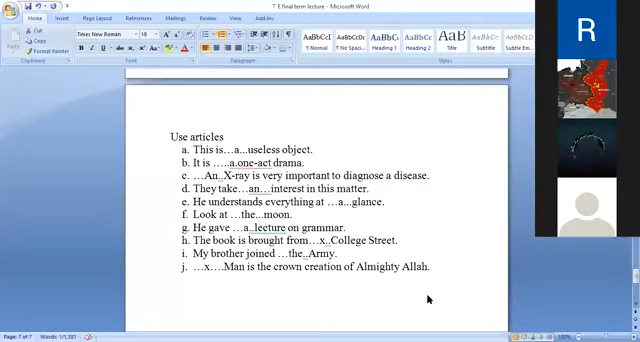 7 E final term lecture - Microsoft Word
Home Insert Page Layout References Mailings Review View Add-Ins
Cut
Copy
Format Painter
Paste
Clipboard
Times New Roman 18
Font
Paragraph
AaBbCcI AaBbCcI AaBbC AaBbCc AaB AaBbCcl AaBbCcl
¶ Normal ¶ No Spaci... Heading 1 Heading 2 Title Subtitle Subtle Em...
Styles
R
Use articles
a. This is…a...useless object.
b. It is …..a.one-act drama.
c. …An..X-ray is very important to diagnose a disease.
d. They take…an…interest in this matter.
e. He understands everything at …a...glance.
f. Look at …the...moon.
g. He gave …a..lecture on grammar.
h. The book is brought from…x..College Street.
i. My brother joined …the..Army.
j. …x….Man is the crown creation of Almighty Allah.
Page: 7 of 7 Words: 1/1,381 100%